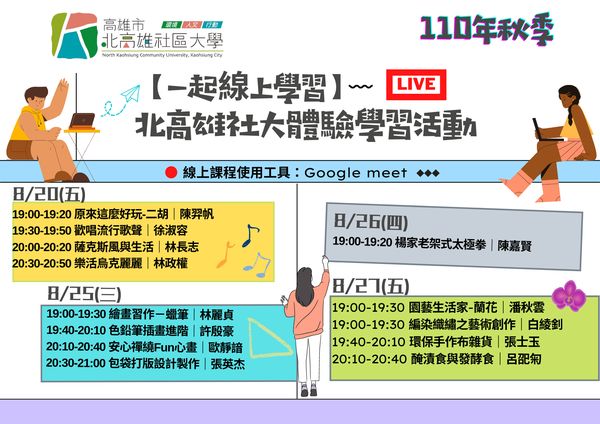 高雄市
環境 人文 行動
北高雄社區大學
North Kaohsiung Community University, Kaohsiung City
110年秋季
【一起線上學習】
LIVE
北高雄社大體驗學習活動
線上課程使用工具：Google meet
8/20(五)
19:00-19:20 原來這麼好玩-二胡｜陳羿帆
19:30-19:50 歡唱流行歌聲｜徐淑容
20:00-20:20 薩克斯風與生活｜林長志
20:30-20:50 樂活烏克麗麗｜林政權
8/25(三)
19:00-19:30 繪畫習作－蠟筆｜林麗貞
19:40-20:10 色鉛筆插畫進階｜許殷豪
20:10-20:40 安心禪繞Fun心畫｜歐靜諳
20:30-21:00 包袋打版設計製作｜張英杰
8/26(四)
19:00-19:20 楊家老架式太極拳｜陳嘉賢
8/27(五)
19:00-19:30 園藝生活家-蘭花｜潘秋雲
19:00-19:30 編染織繡之藝術創作｜白綾釗
19:40-20:10 環保手作布雜貨｜張士玉
20:10-20:40 醃漬食與發酵食｜呂邵匋